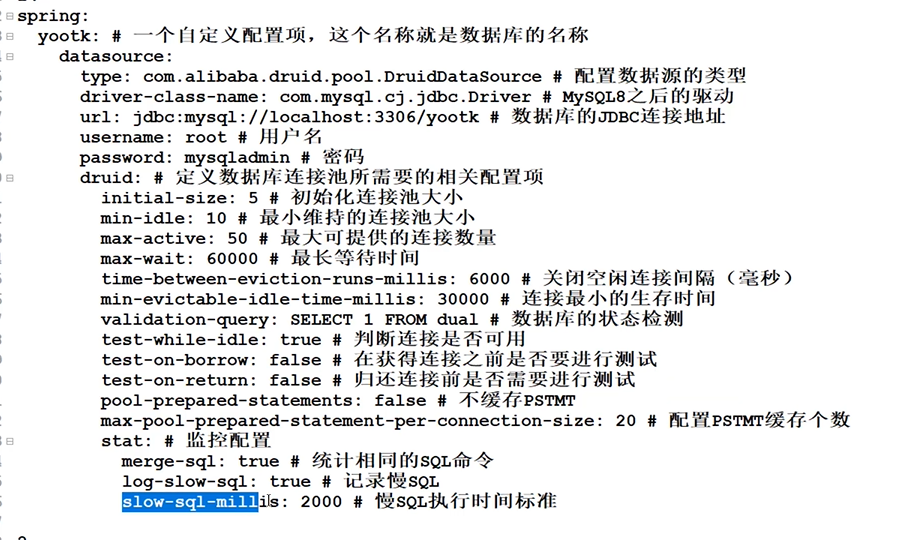 spring:
yootk: # 一个自定义配置项，这个名称就是数据库的名称
datasource:
type: com.alibaba.druid.pool.DruidDataSource # 配置数据源的类型
driver-class-name: com.mysql.cj.jdbc.Driver # MySQL8之后的驱动
url: jdbc:mysql://localhost:3306/yootk # 数据库的JDBC连接地址
username: root # 用户名
password: mysqladmin # 密码
druid: # 定义数据库连接池所需要的相关配置项
initial-size: 5 # 初始化连接池大小
min-idle: 10 # 最小维持的连接池大小
max-active: 50 # 最大可提供的连接数量
max-wait: 60000 # 最长等待时间
time-between-eviction-runs-millis: 6000 # 关闭空闲连接间隔（毫秒）
min-evictable-idle-time-millis: 30000 # 连接最小的生存时间
validation-query: SELECT 1 FROM dual # 数据库的状态检测
test-while-idle: true # 判断连接是否可用
test-on-borrow: false # 在获得连接之前是否要进行测试
test-on-return: false # 归还连接前是否需要进行测试
pool-prepared-statements: false # 不缓存PSTMT
max-pool-prepared-statement-per-connection-size: 20 # 配置PSTMT缓存个数
stat: # 监控配置
merge-sql: true # 统计相同的SQL命令
log-slow-sql: true # 记录慢SQL
slow-sql-millis: 2000 # 慢SQL执行时间标准